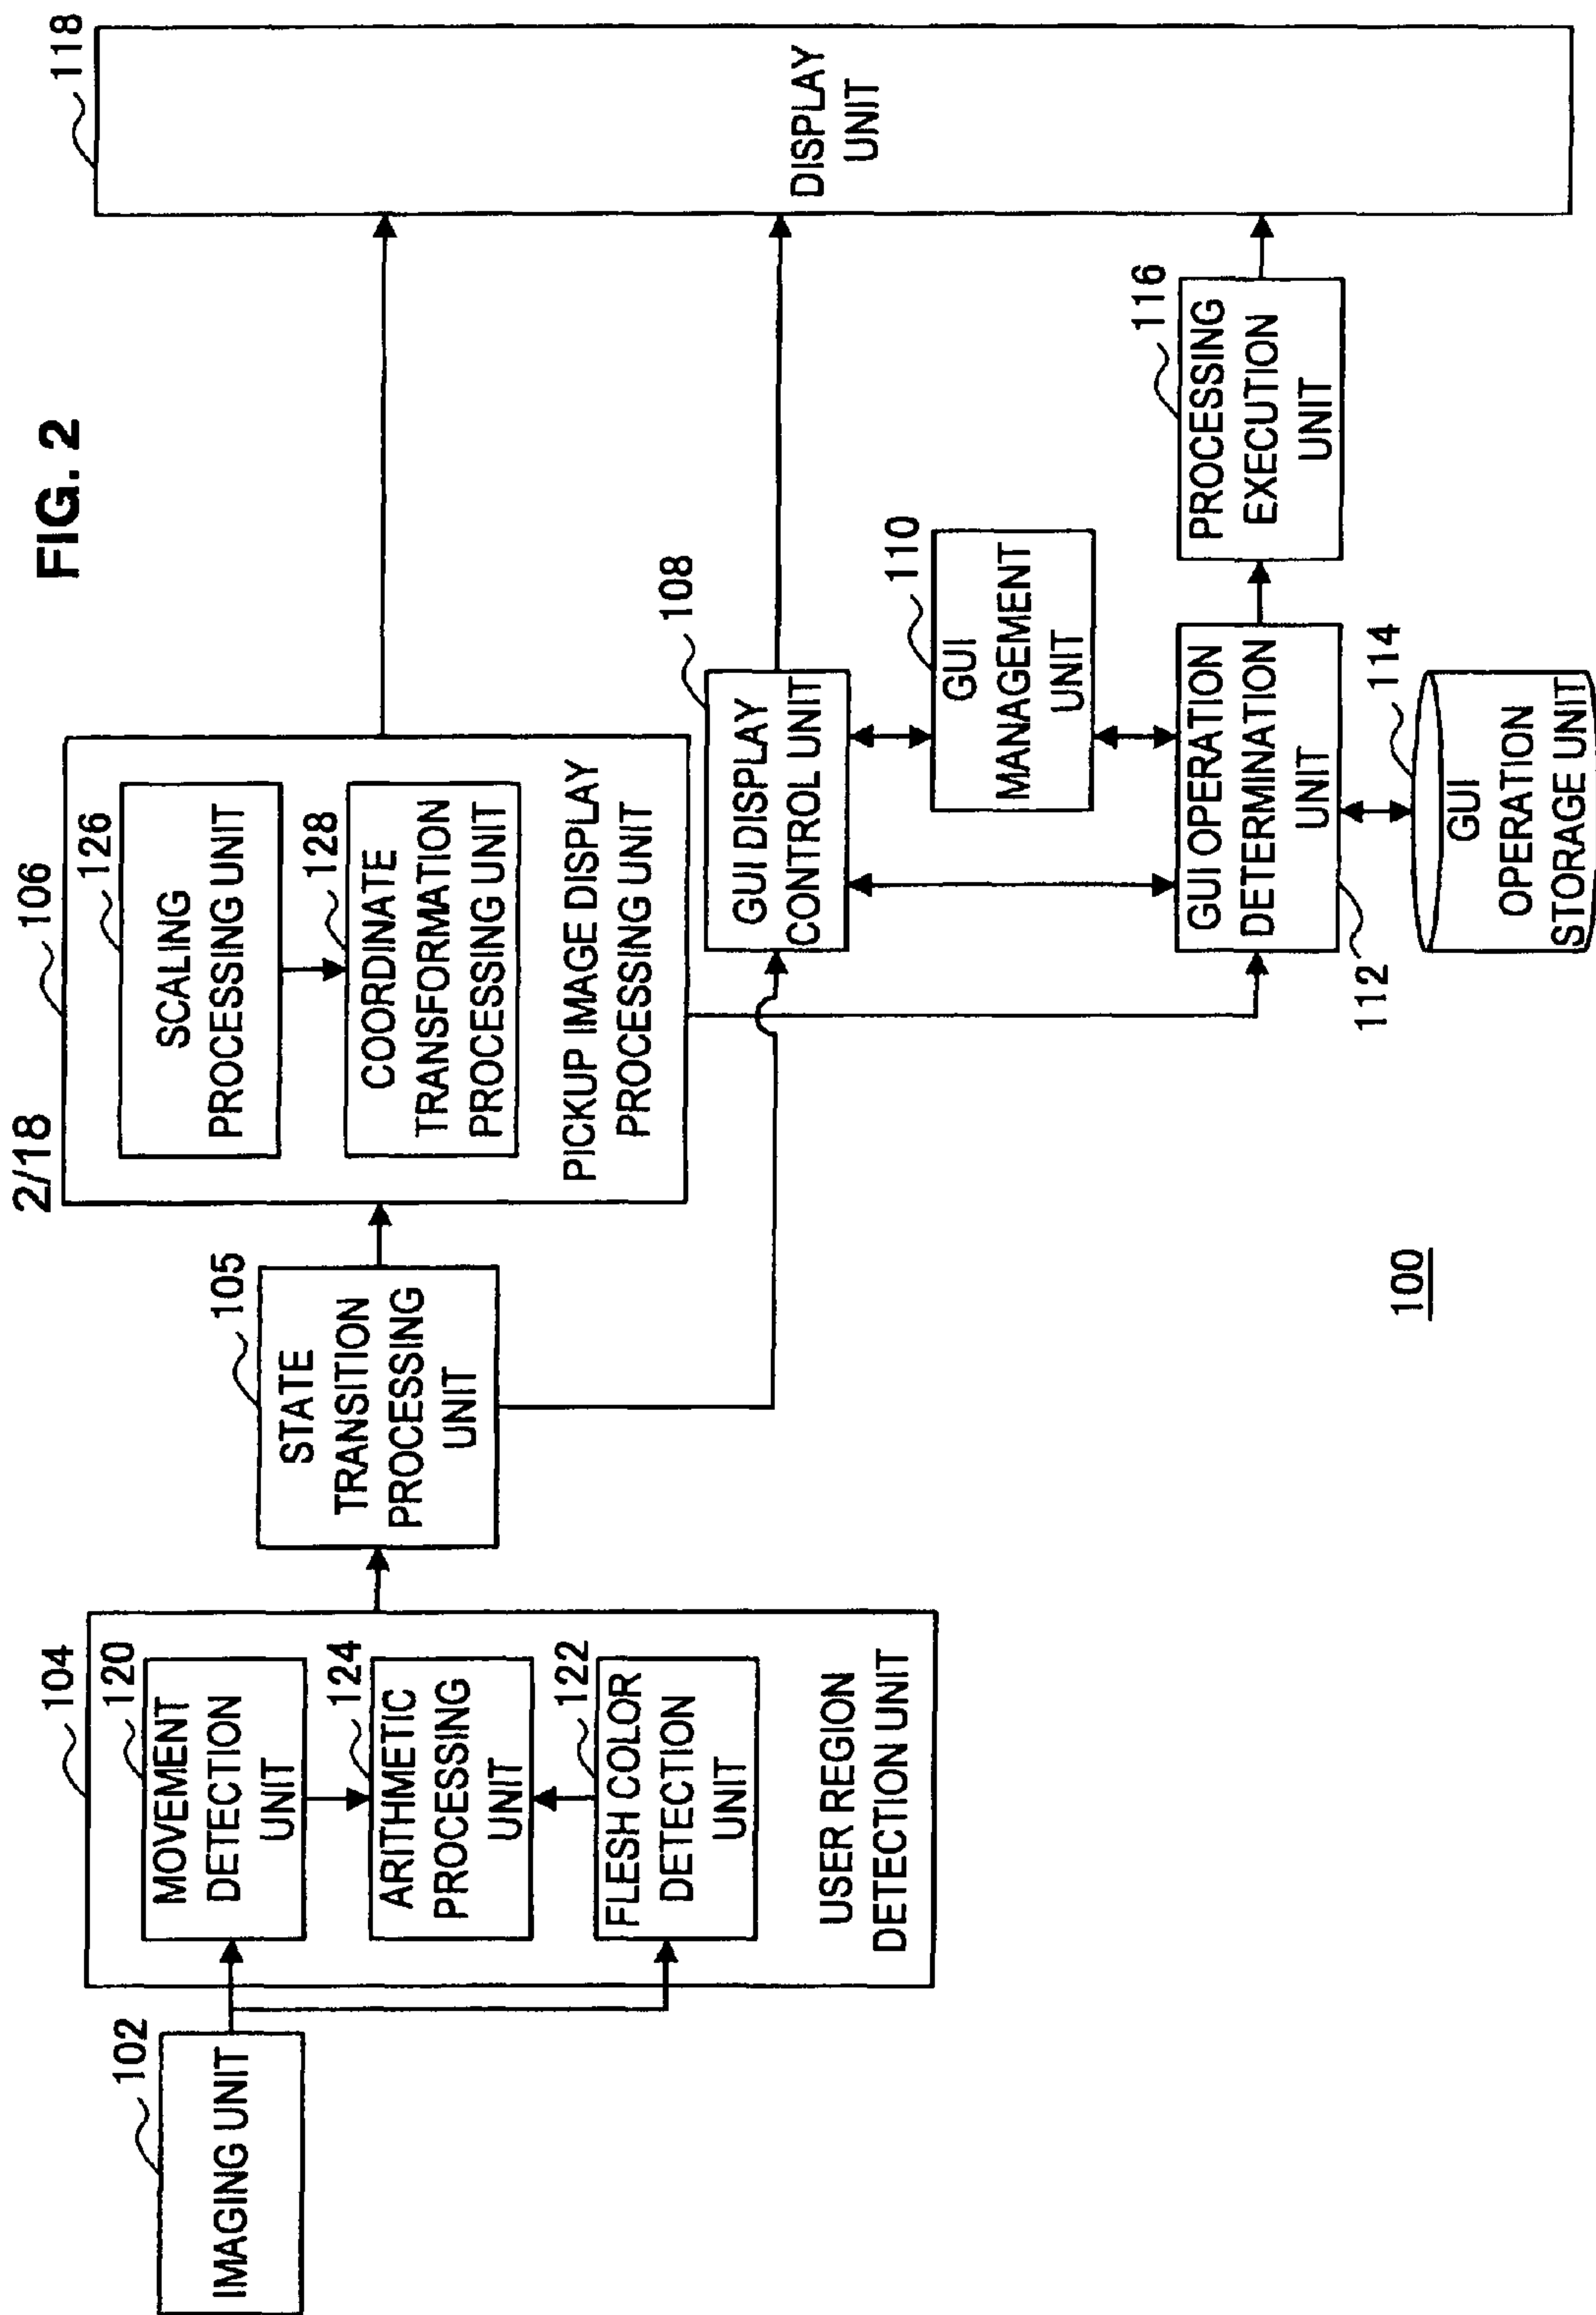 2/18
FIG. 2
102
IMAGING UNIT
104
120
MOVEMENT
DETECTION
UNIT
124
ARITHMETIC
PROCESSING
UNIT
122
FLESH COLOR
DETECTION
UNIT
USER REGION
DETECTION UNIT
105
STATE
TRANSITION
PROCESSING
UNIT
106
126
SCALING
PROCESSING UNIT
128
COORDINATE
TRANSFORMATION
PROCESSING UNIT
PICKUP IMAGE DISPLAY
PROCESSING UNIT
108
GUI DISPLAY
CONTROL UNIT
110
GUI
MANAGEMENT
UNIT
GUI OPERATION
DETERMINATION
UNIT
112
114
GUI
OPERATION
STORAGE UNIT
116
PROCESSING
EXECUTION
UNIT
118
DISPLAY
UNIT
100